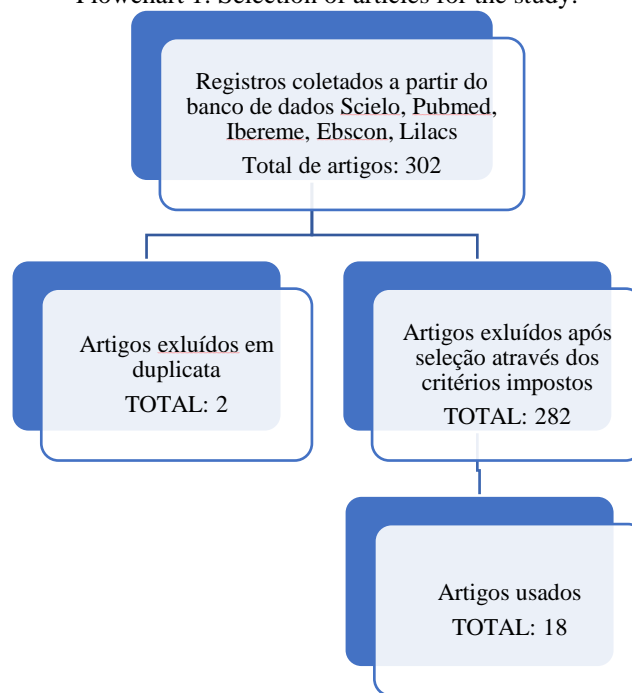 Flowchart 1: Selection of articles for the study.
Registros coletados a partir do
banco de dados Scielo, Pubmed,
Ibereme, Ebscon, Lilacs
Total de artigos: 302
Artigos exluídos em
duplicata
TOTAL: 2
Artigos exluídos após
seleção através dos
critérios impostos
TOTAL: 282
Artigos usados
TOTAL: 18